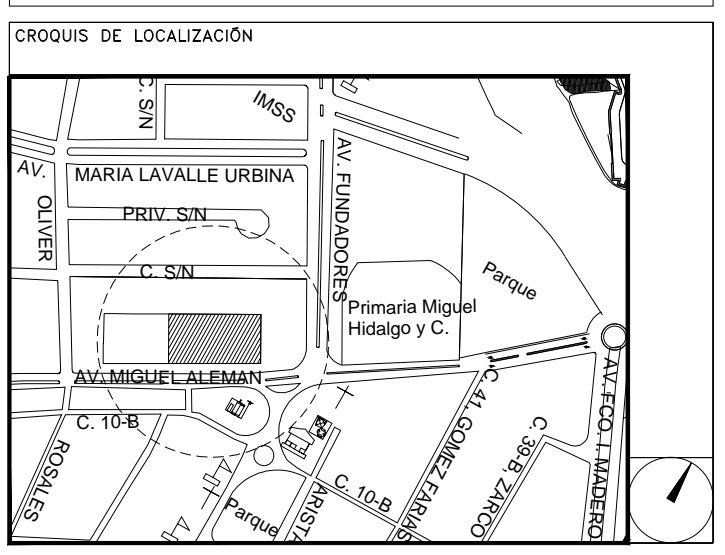 CROQUIS DE LOCALIZACIÓN
C. S/N
IMSS
AV.
OLIVER
MARIA LAVALLE URBINA
PRIV. S/N
C. S/N
AV. FUNDADORES
Parque
Primaria Miguel
Hidalgo y C.
AV. MIGUEL ALEMAN
C. 10-B
ROSALES
Parque
ARISTA
C. 10-B
C. 41, GOMEZ FARIAS
C. 39-B, ZARCO
AV. FCO. I. MADERO